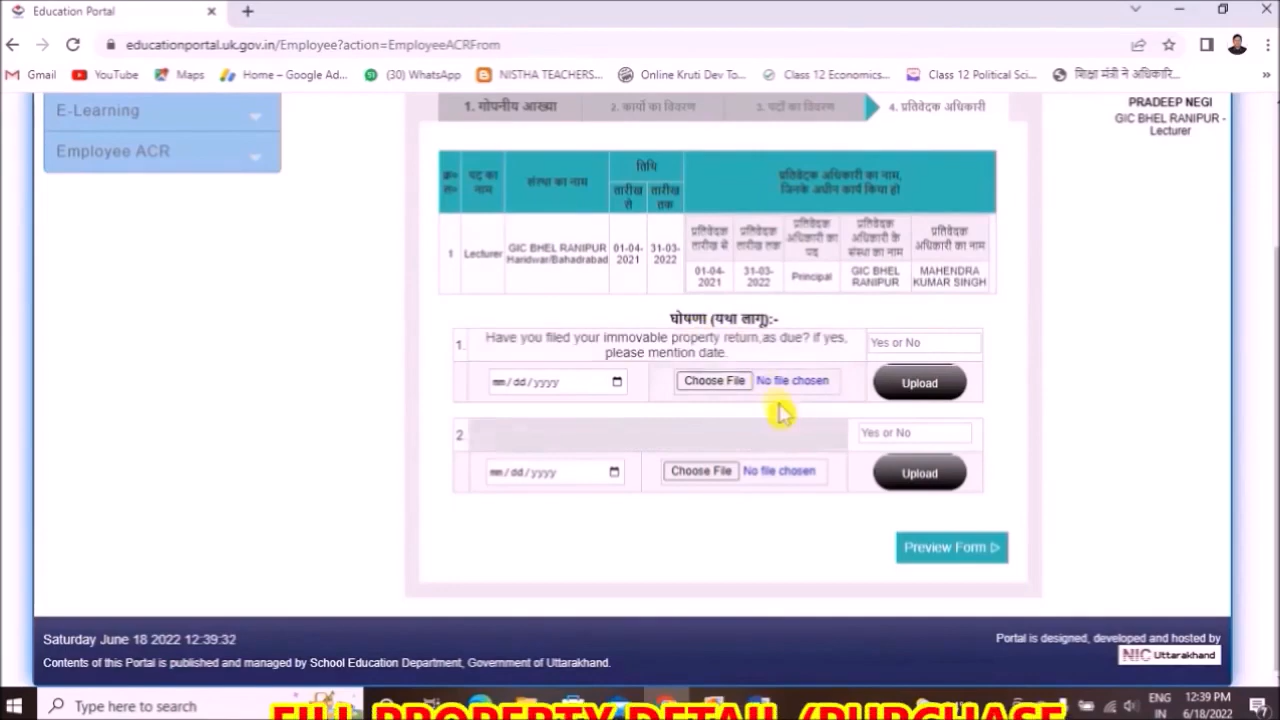 Education Portal
educationportal.uk.gov.in/Employee?action=EmployeeACRFrom
Gmail YouTube Maps Home – Google Ad... (30) WhatsApp NISTHA TEACHERS... Online Kruti Dev To... Class 12 Economics... Class 12 Political Sci... शिक्षा मंत्री ने अधिकारि... »
E-Learning
Employee ACR
1. गोपनीय आख्या 2. कार्यो का विवरण 3. पदों का विवरण 4. प्रतिवेदक अधिकारी
PRADEEP NEGI
GIC BHEL RANIPUR -
Lecturer
क्र० सं० पद का नाम संस्था का नाम तिथि तारीख से तारीख तक प्रतिवेदक अधिकारी का नाम, जिनके अधीन कार्य किया हो
प्रतिवेदक तारीख से प्रतिवेदक तारीख तक प्रतिवेदक अधिकारी का पद प्रतिवेदक अधिकारी के संस्था का नाम प्रतिवेदक अधिकारी का नाम
1 Lecturer GIC BHEL RANIPUR Haridwar/Bahadrabad 01-04-2021 31-03-2022 01-04-2021 31-03-2022 Principal GIC BHEL RANIPUR MAHENDRA KUMAR SINGH
घोषणा (यथा लागू):-
1. Have you filed your immovable property return,as due? if yes, please mention date. Yes or No
mm/dd/yyyy Choose File No file chosen Upload
2 Yes or No
mm/dd/yyyy Choose File No file chosen Upload
Preview Form
Saturday June 18 2022 12:39:32
Portal is designed, developed and hosted by
Contents of this Portal is published and managed by School Education Department, Government of Uttarakhand.
NIC Uttarakhand
Type here to search
ENG
IN
12:39 PM
6/18/2022
FILL PROPERTY DETAIL (PURCHASE